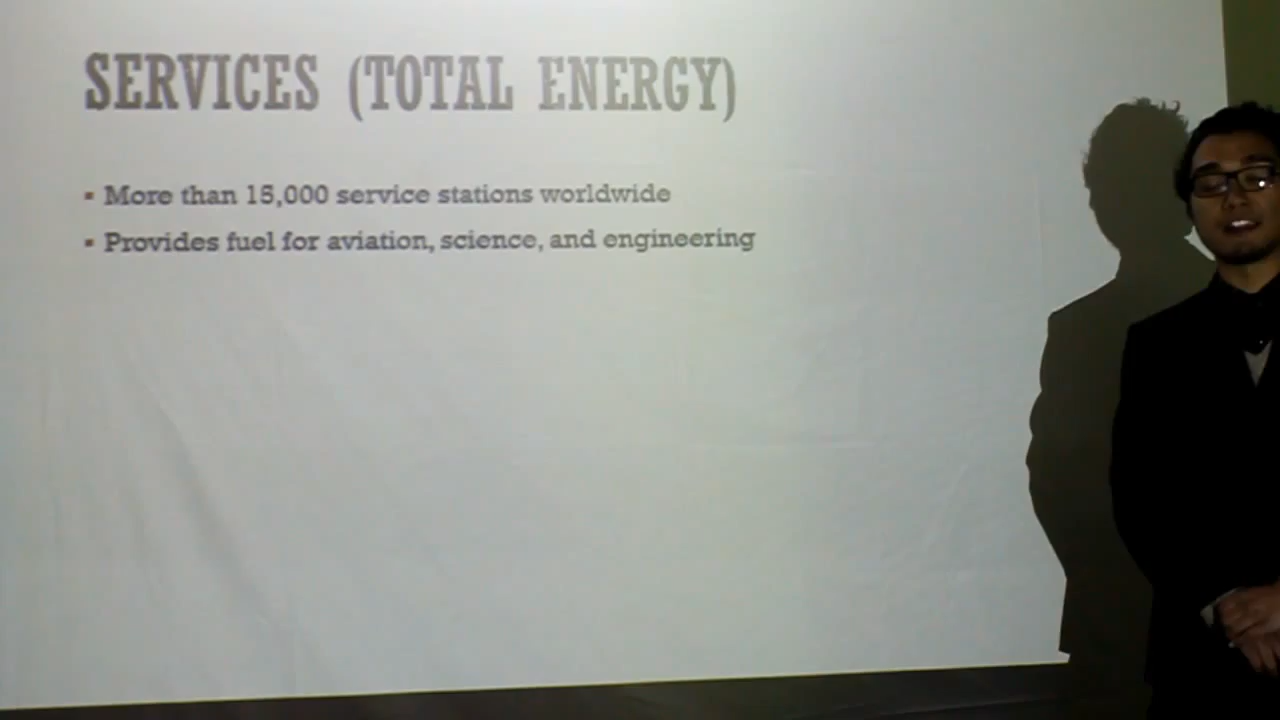 SERVICES (TOTAL ENERGY)
▪ More than 15,000 service stations worldwide
▪ Provides fuel for aviation, science, and engineering